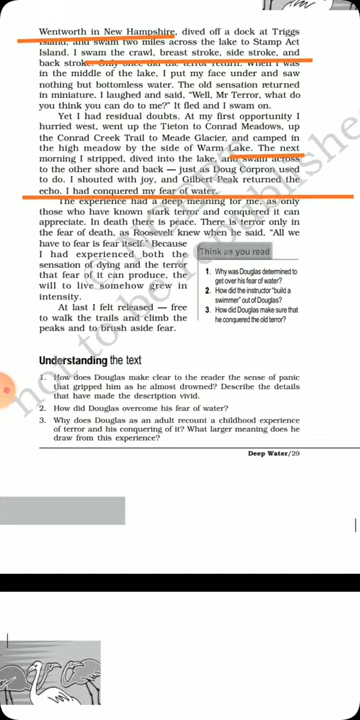 Wentworth in New Hampshire, dived off a dock at Triggs
Island, and swam two miles across the lake to Stamp Act
Island. I swam the crawl, breast stroke, side stroke, and
back stroke. Only once did the terror return. When I was
in the middle of the lake, I put my face under and saw
nothing but bottomless water. The old sensation returned
in miniature. I laughed and said, “Well, Mr Terror, what do
you think you can do to me?” It fled and I swam on.
Yet I had residual doubts. At my first opportunity I
hurried west, went up the Tieton to Conrad Meadows, up
the Conrad Creek Trail to Meade Glacier, and camped in
the high meadow by the side of Warm Lake. The next
morning I stripped, dived into the lake, and swam across
to the other shore and back — just as Doug Corpron used
to do. I shouted with joy, and Gilbert Peak returned the
echo. I had conquered my fear of water.
The experience had a deep meaning for me, as only
those who have known stark terror and conquered it can
appreciate. In death there is peace. There is terror only in
the fear of death, as Roosevelt knew when he said, “All we
have to fear is fear itself.” Because
I had experienced both the
sensation of dying and the terror
that fear of it can produce, the
will to live somehow grew in
intensity.
At last I felt released — free
to walk the trails and climb the
peaks and to brush aside fear.
Think as you read
1. Why was Douglas determined to
get over his fear of water?
2. How did the instructor “build a
swimmer” out of Douglas?
3. How did Douglas make sure that
he conquered the old terror?
Understanding the text
1. How does Douglas make clear to the reader the sense of panic
that gripped him as he almost drowned? Describe the details
that have made the description vivid.
2. How did Douglas overcome his fear of water?
3. Why does Douglas as an adult recount a childhood experience
of terror and his conquering of it? What larger meaning does he
draw from this experience?
Deep Water/29
not to be republished